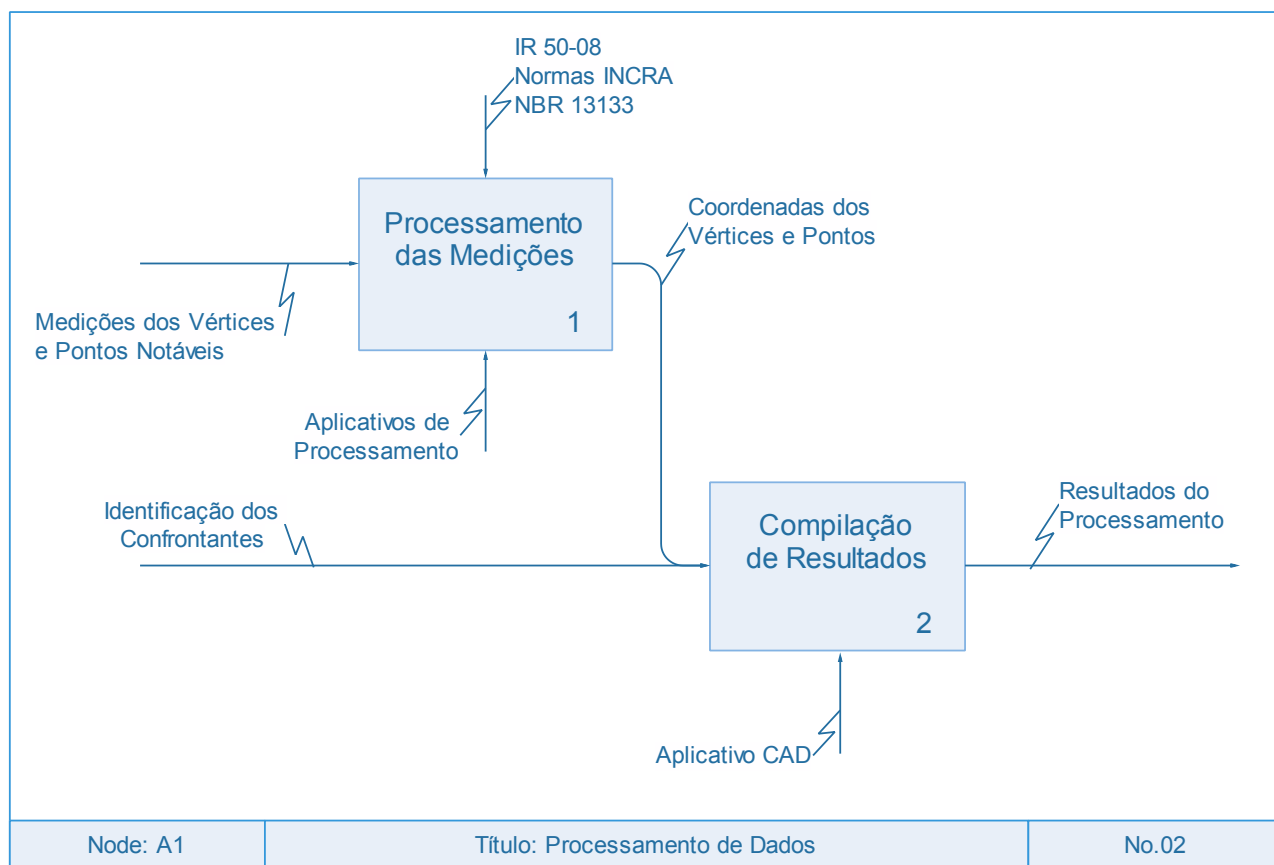 IR 50-08
Normas INCRA
NBR 13133
Processamento
das Medições
1
Coordenadas dos
Vértices e Pontos
Medições dos Vértices
e Pontos Notáveis
Aplicativos de
Processamento
Identificação dos
Confrontantes
Compilação
de Resultados
2
Resultados do
Processamento
Aplicativo CAD
Node: A1
Título: Processamento de Dados
No.02